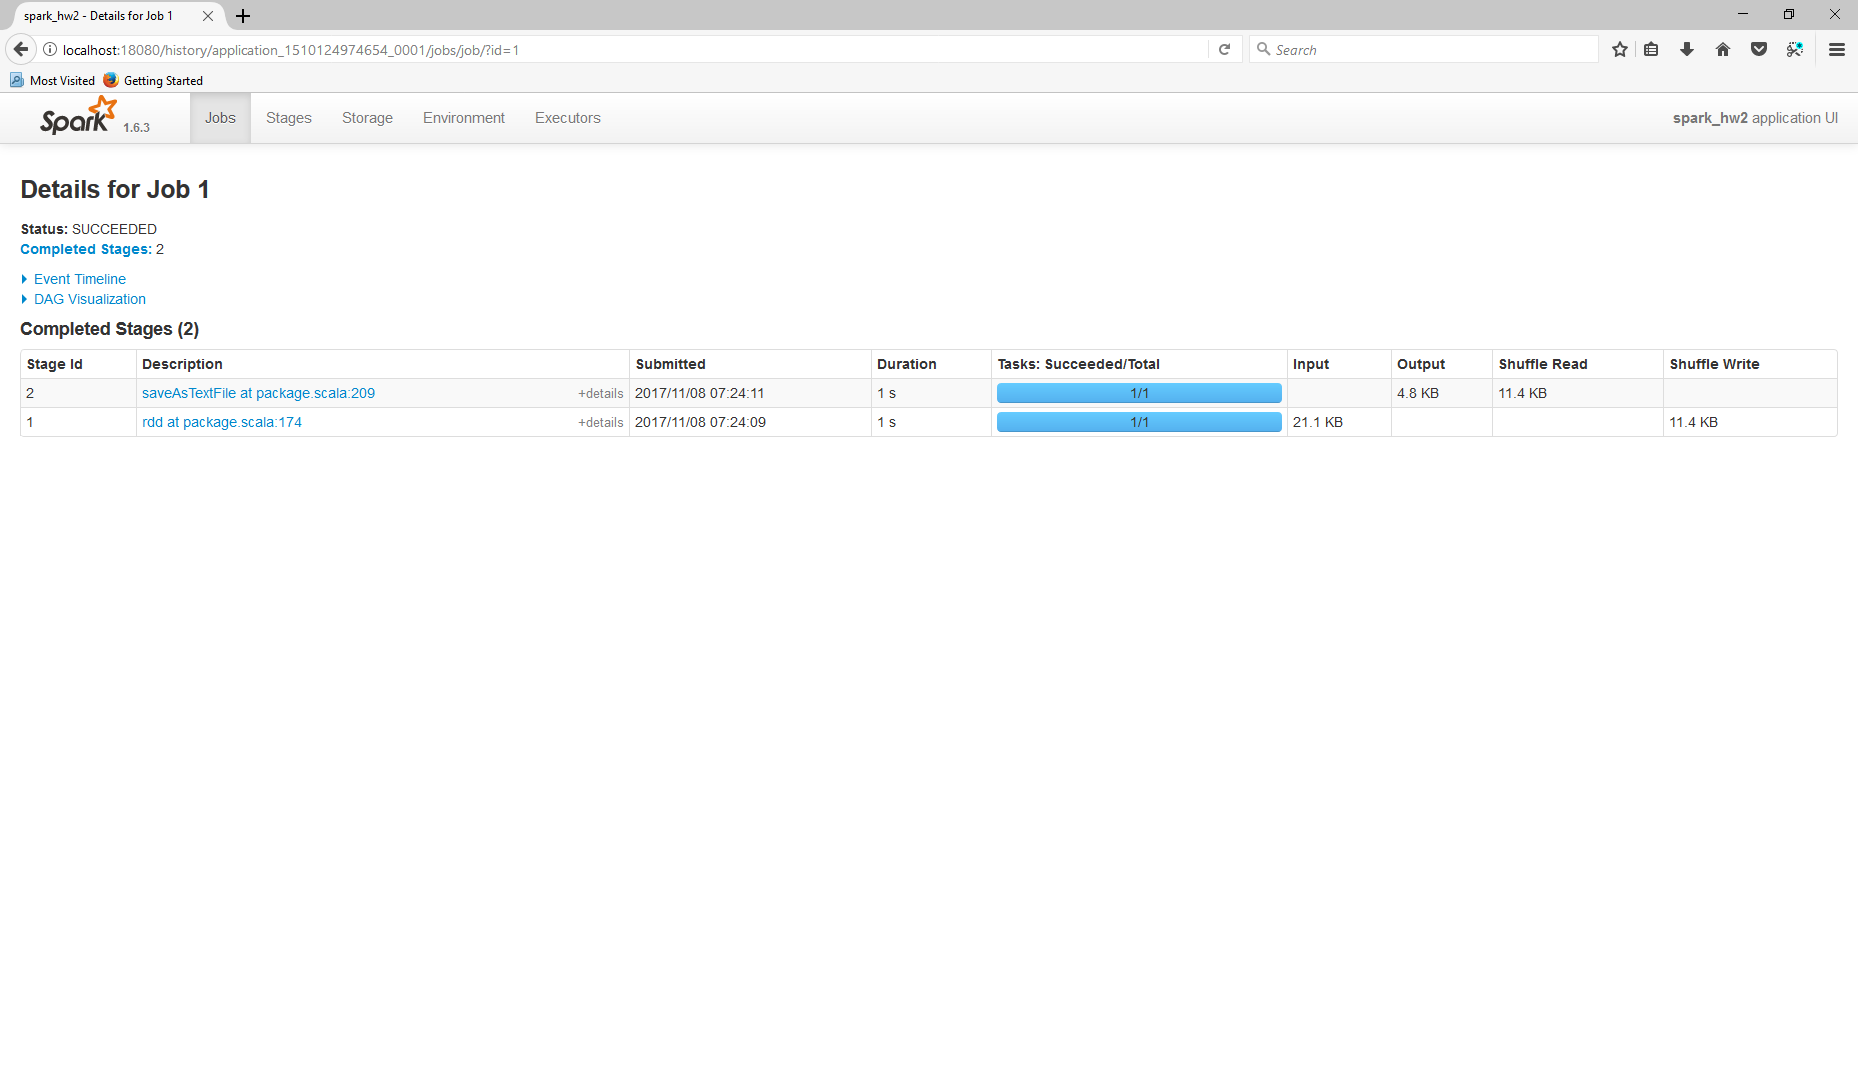 spark_hw2 - Details for Job 1
localhost:18080/history/application_1510124974654_0001/jobs/job/?id=1
Search
Most Visited Getting Started
Spark 1.6.3 Jobs Stages Storage Environment Executors spark_hw2 application UI
Details for Job 1
Status: SUCCEEDED
Completed Stages: 2
Event Timeline
DAG Visualization
Completed Stages (2)
Stage Id Description Submitted Duration Tasks: Succeeded/Total Input Output Shuffle Read Shuffle Write
2 saveAsTextFile at package.scala:209 +details 2017/11/08 07:24:11 1 s 1/1 4.8 KB 11.4 KB
1 rdd at package.scala:174 +details 2017/11/08 07:24:09 1 s 1/1 21.1 KB 11.4 KB